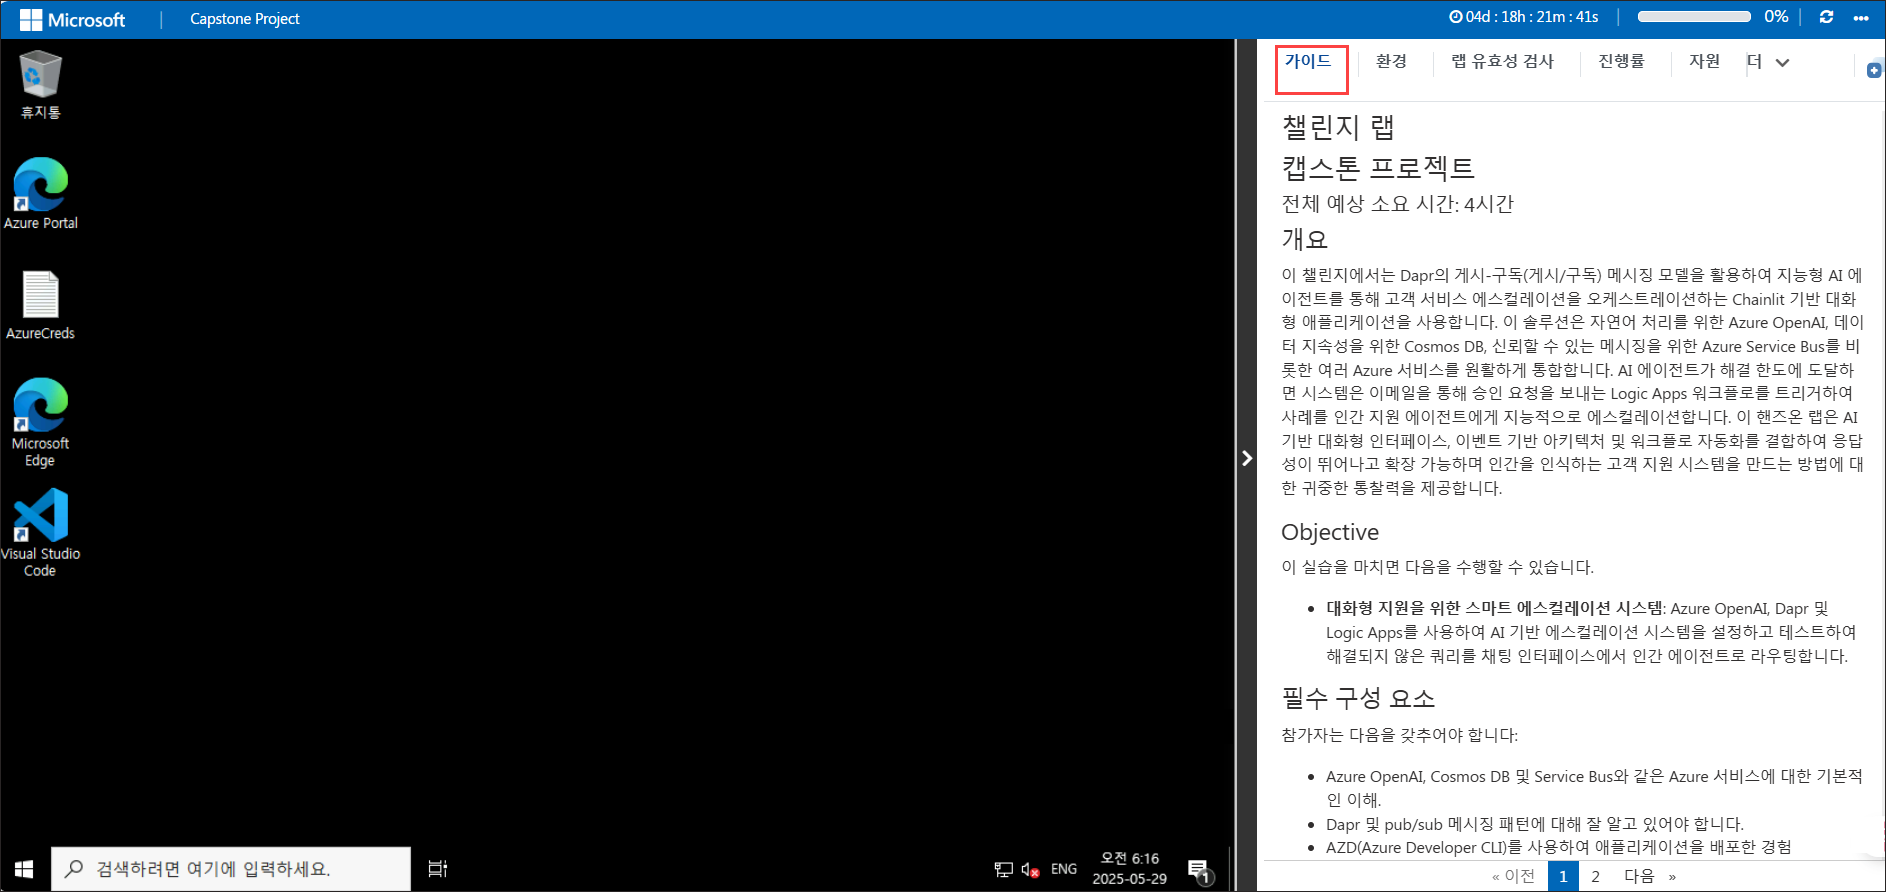 Microsoft | Capstone Project
04d : 18h : 21m : 41s
0%
휴지통
Azure Portal
AzureCreds
Microsoft
Edge
Visual Studio
Code
검색하려면 여기에 입력하세요.
ENG
오전 6:16
2025-05-29
1
가이드
환경
랩 유효성 검사
진행률
자원
더
챌린지 랩
캡스톤 프로젝트
전체 예상 소요 시간: 4시간
개요
이 챌린지에서는 Dapr의 게시-구독(게시/구독) 메시징 모델을 활용하여 지능형 AI 에
이전트를 통해 고객 서비스 에스컬레이션을 오케스트레이션하는 Chainlit 기반 대화
형 애플리케이션을 사용합니다. 이 솔루션은 자연어 처리를 위한 Azure OpenAI, 데이
터 지속성을 위한 Cosmos DB, 신뢰할 수 있는 메시징을 위한 Azure Service Bus를 비
롯한 여러 Azure 서비스를 원활하게 통합합니다. AI 에이전트가 해결 한도에 도달하
면 시스템은 이메일을 통해 승인 요청을 보내는 Logic Apps 워크플로를 트리거하여
사례를 인간 지원 에이전트에게 지능적으로 에스컬레이션합니다. 이 핸즈온 랩은 AI
기반 대화형 인터페이스, 이벤트 기반 아키텍처 및 워크플로 자동화를 결합하여 응답
성이 뛰어나고 확장 가능하며 인간을 인식하는 고객 지원 시스템을 만드는 방법에 대
한 귀중한 통찰력을 제공합니다.
Objective
이 실습을 마치면 다음을 수행할 수 있습니다.
• 대화형 지원을 위한 스마트 에스컬레이션 시스템: Azure OpenAI, Dapr 및
Logic Apps를 사용하여 AI 기반 에스컬레이션 시스템을 설정하고 테스트하여
해결되지 않은 쿼리를 채팅 인터페이스에서 인간 에이전트로 라우팅합니다.
필수 구성 요소
참가자는 다음을 갖추어야 합니다:
• Azure OpenAI, Cosmos DB 및 Service Bus와 같은 Azure 서비스에 대한 기본적
인 이해.
• Dapr 및 pub/sub 메시징 패턴에 대해 잘 알고 있어야 합니다.
• AZD(Azure Developer CLI)를 사용하여 애플리케이션을 배포한 경험
« 이전 1 2 다음 »